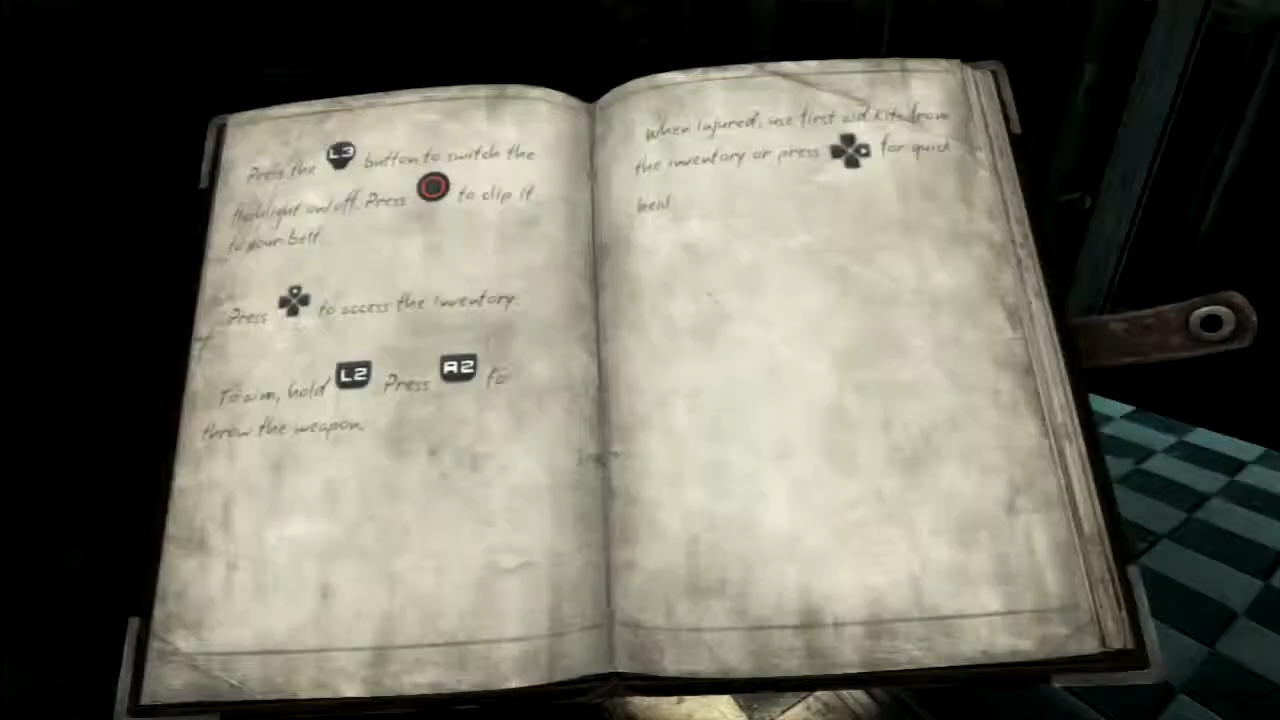 Press the L3 button to switch the
flashlight on/off. Press to clip it
to your belt.
Press to access the inventory.
To aim, hold L2 Press R2 to
throw the weapon.
When injured, use first aid kits from
the inventory or press for quick
heal